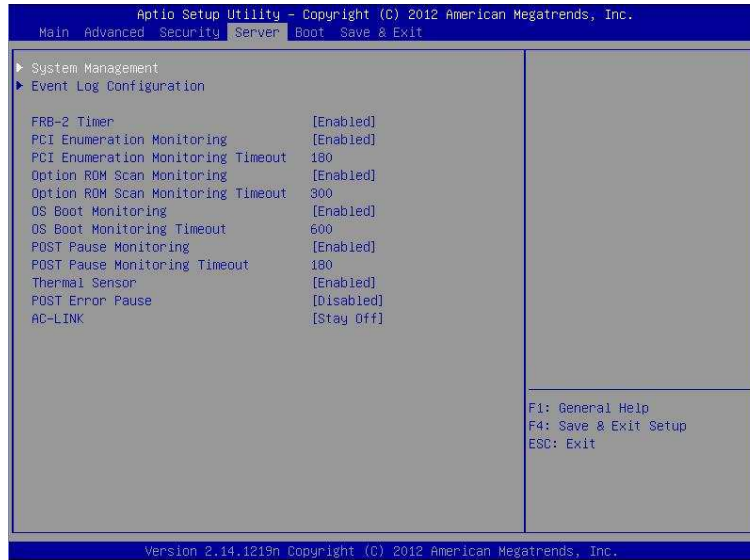 Aptio Setup Utility – Copyright (C) 2012 American Megatrends, Inc.
Main Advanced Security Server Boot Save & Exit
System Management
Event Log Configuration
FRB-2 Timer [Enabled]
PCI Enumeration Monitoring [Enabled]
PCI Enumeration Monitoring Timeout 180
Option ROM Scan Monitoring [Enabled]
Option ROM Scan Monitoring Timeout 300
OS Boot Monitoring [Enabled]
OS Boot Monitoring Timeout 600
POST Pause Monitoring [Enabled]
POST Pause Monitoring Timeout 180
Thermal Sensor [Enabled]
POST Error Pause [Disabled]
AC-LINK [Stay Off]
F1: General Help
F4: Save & Exit Setup
ESC: Exit
Version 2.14.1219n Copyright (C) 2012 American Megatrends, Inc.